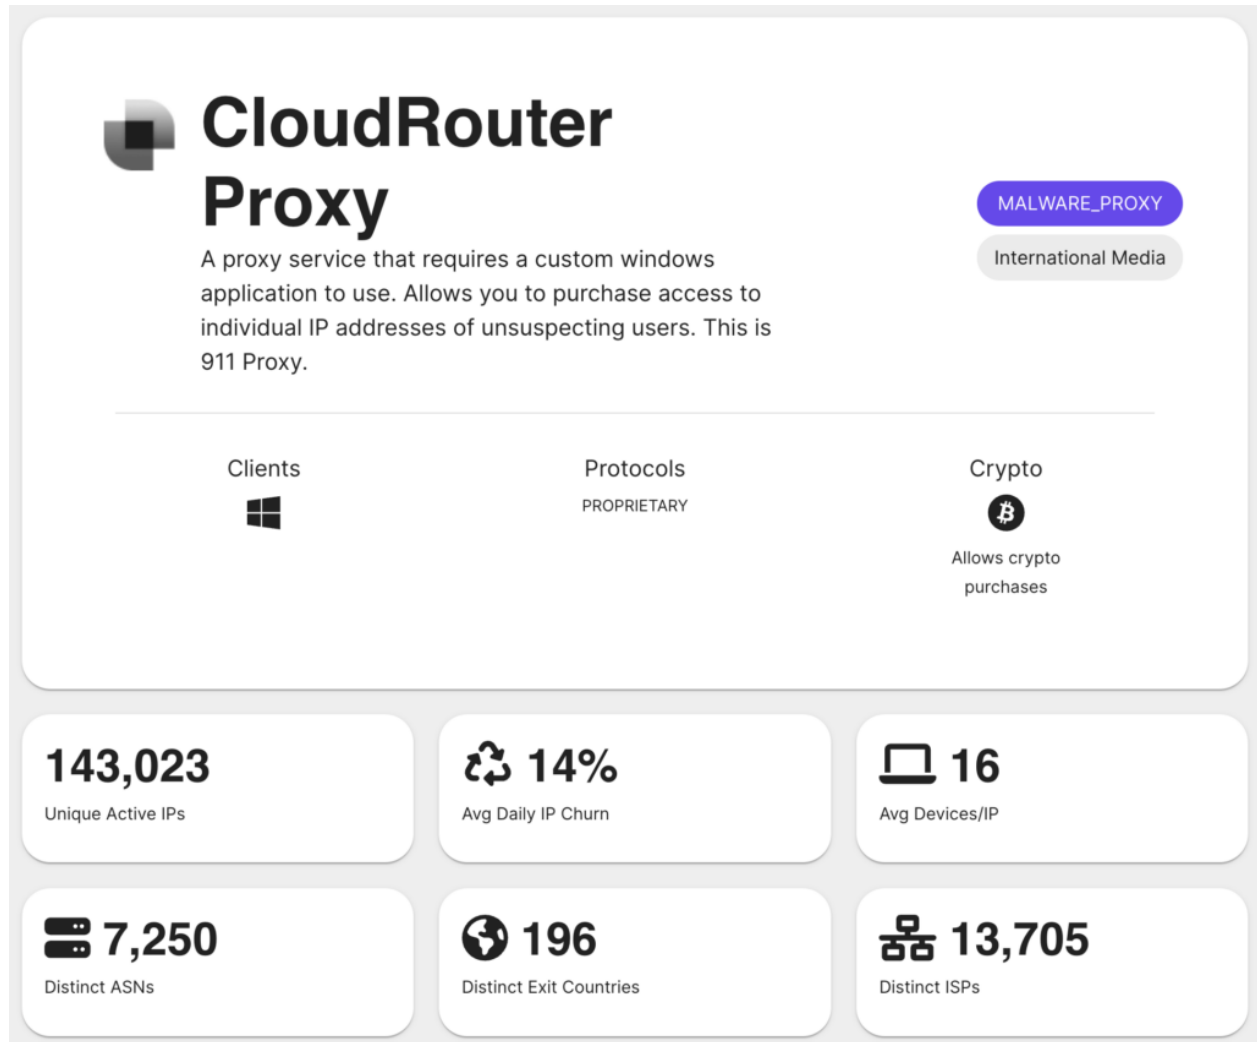 CloudRouter
Proxy
A proxy service that requires a custom windows
application to use. Allows you to purchase access to
individual IP addresses of unsuspecting users. This is
911 Proxy.
MALWARE_PROXY
International Media
Clients
Protocols
PROPRIETARY
Crypto
Allows crypto
purchases
143,023
Unique Active IPs
14%
Avg Daily IP Churn
16
Avg Devices/IP
7,250
Distinct ASNs
196
Distinct Exit Countries
13,705
Distinct ISPs